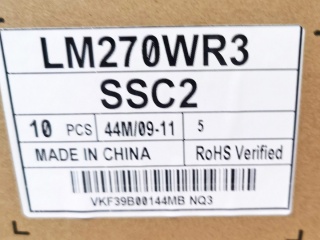 LM270WR3
SSC2
10 PCS 44M/09-11 5
MADE IN CHINA RoHS Verified
VKF39B00144MB NQ3